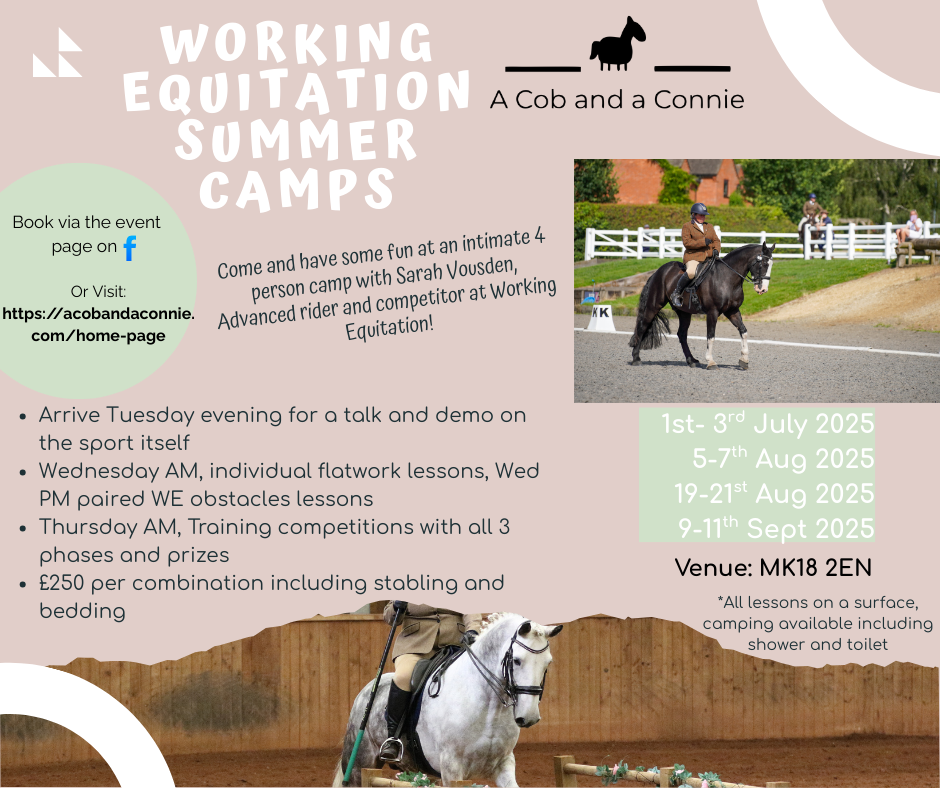 WORKING
EQUITATION
SUMMER
CAMPS
A Cob and a Connie
Book via the event
page on f
Or Visit:
https://acobandaconnie.
com/home-page
Come and have some fun at an intimate 4
person camp with Sarah Vousden,
Advanced rider and competitor at Working
Equitation!
K K
• Arrive Tuesday evening for a talk and demo on
the sport itself
• Wednesday AM, individual flatwork lessons, Wed
PM paired WE obstacles lessons
• Thursday AM, Training competitions with all 3
phases and prizes
• £250 per combination including stabling and
bedding
1st- 3rd July 2025
5-7th Aug 2025
19-21st Aug 2025
9-11th Sept 2025
Venue: MK18 2EN
*All lessons on a surface,
camping available including
shower and toilet